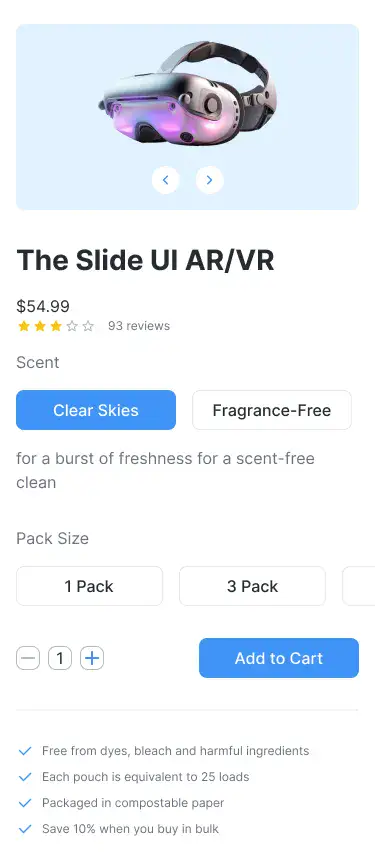 The Slide UI AR/VR
$54.99
93 reviews
Scent
Clear Skies
Fragrance-Free
for a burst of freshness for a scent-free
clean
Pack Size
1 Pack
3 Pack
1
Add to Cart
Free from dyes, bleach and harmful ingredients
Each pouch is equivalent to 25 loads
Packaged in compostable paper
Save 10% when you buy in bulk